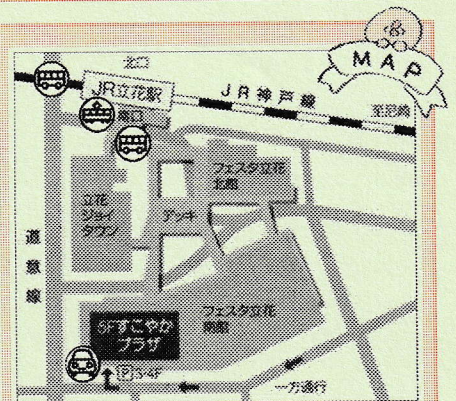 MAP
北口
JR立花駅
JR神戸線
至尼崎
南口
フェスタ立花
北館
立花
ジョイ
タウン
デッキ
道意線
フェスタ立花
南館
5Fすこやか
プラザ
P3・4F
一方通行